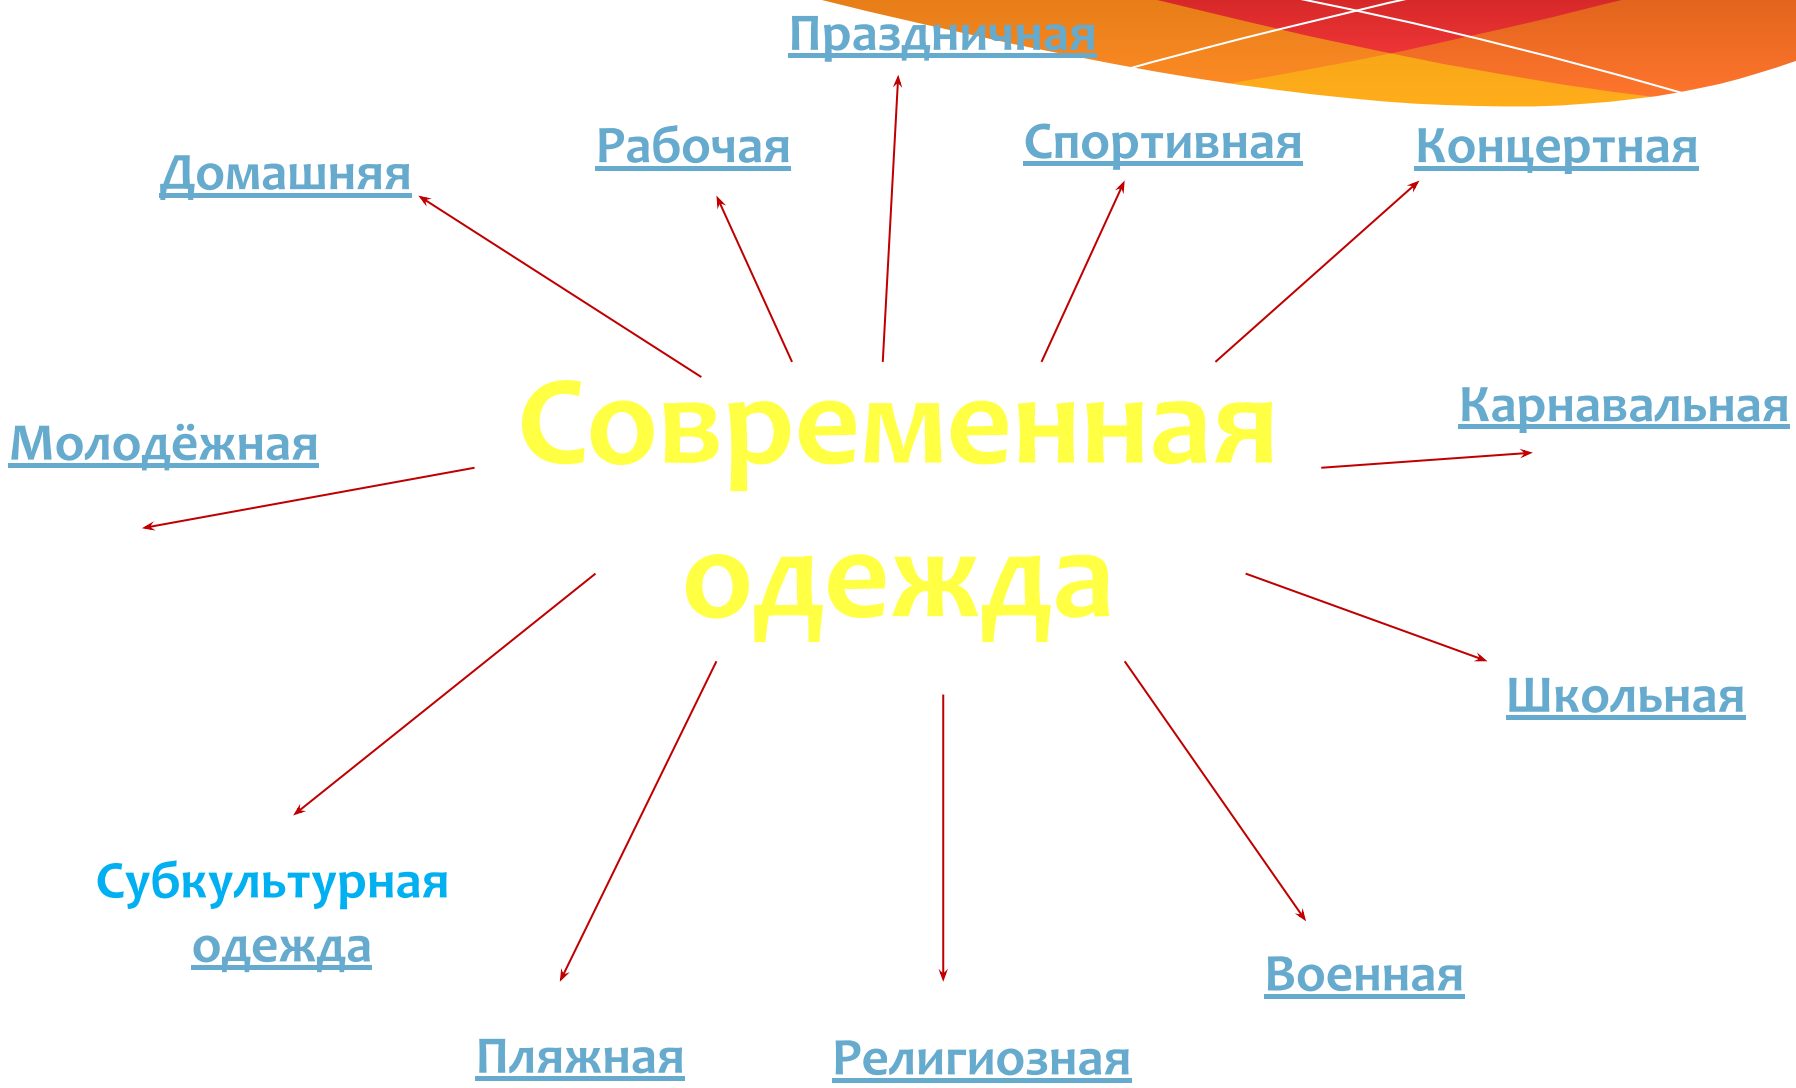 Праздничная
Домашняя
Рабочая
Спортивная
Концертная
Молодёжная
Современная
одежда
Карнавальная
Школьная
Субкультурная
одежда
Пляжная
Религиозная
Военная